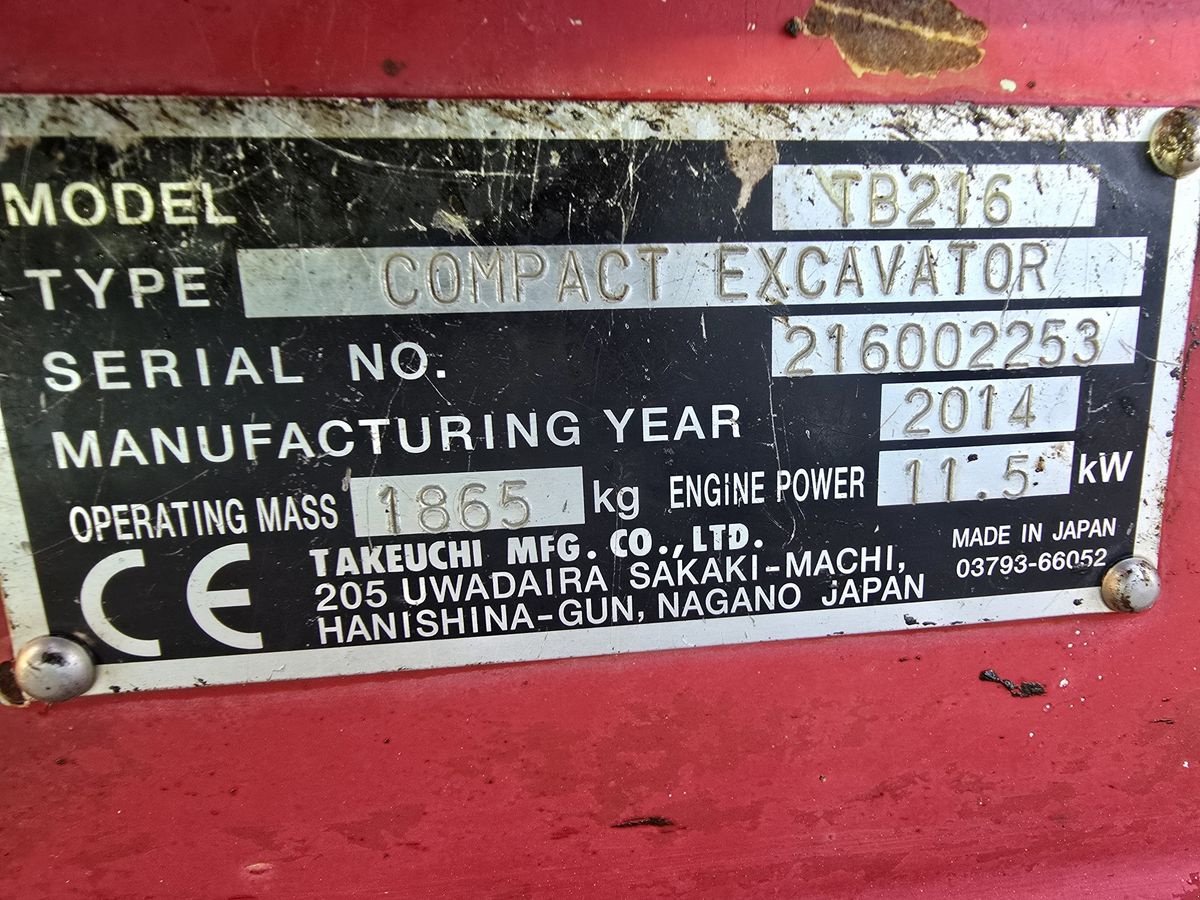 MODEL TB216
TYPE COMPACT EXCAVATOR
SERIAL NO. 216002253
MANUFACTURING YEAR 2014
OPERATING MASS 1865 kg ENGINE POWER 11.5 kW
CE TAKEUCHI MFG. CO., LTD.
205 UWADAIRA SAKAKI-MACHI,
HANISHINA-GUN, NAGANO JAPAN
MADE IN JAPAN
03793-66052